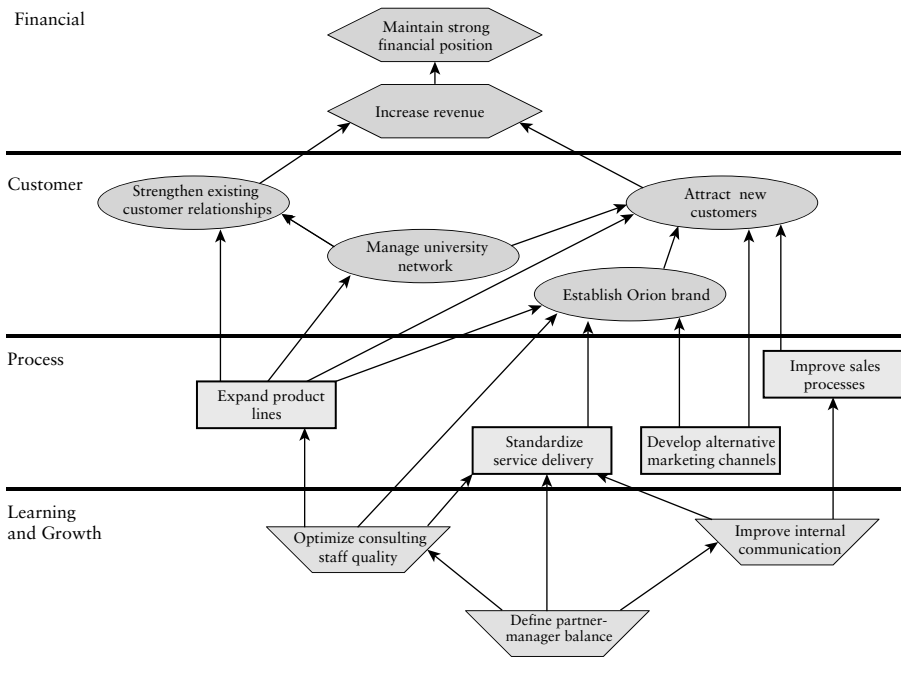 Financial
Maintain strong
financial position
Increase revenue
Customer
Strengthen existing
customer relationships
Attract new
customers
Manage university
network
Establish Orion brand
Process
Improve sales
processes
Expand product
lines
Standardize
service delivery
Develop alternative
marketing channels
Learning
and Growth
Optimize consulting
staff quality
Improve internal
communication
Define partner-
manager balance